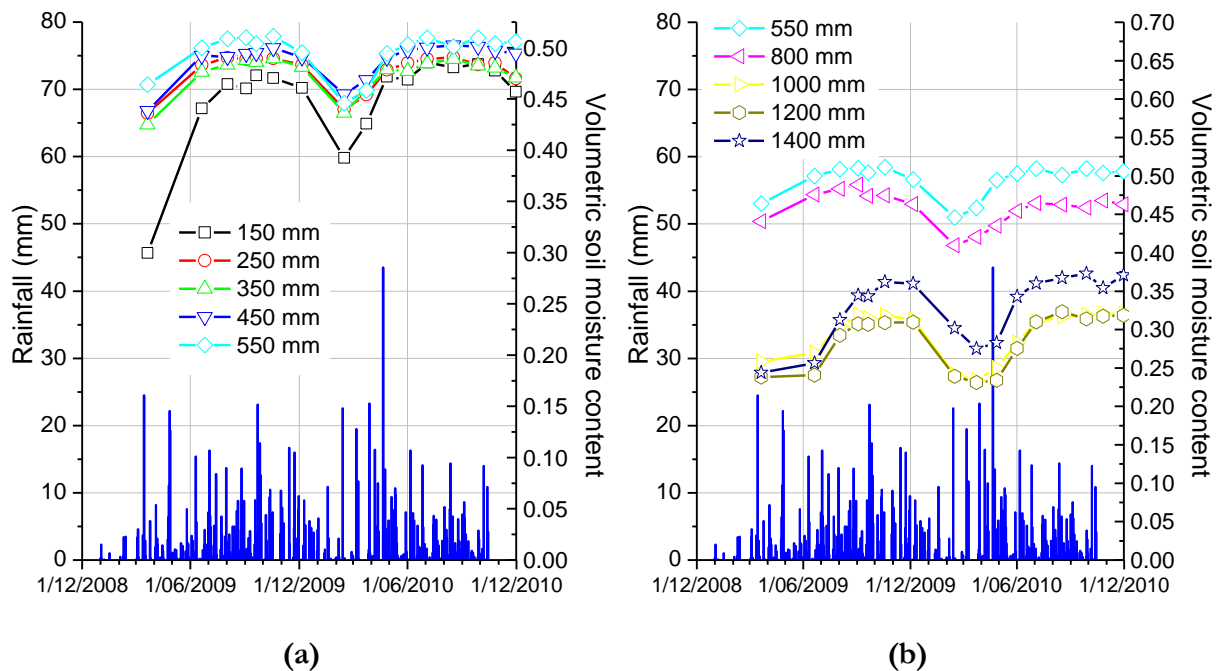 80
70
60
50
40
30
20
10
0
Rainfall (mm)
150 mm
250 mm
350 mm
450 mm
550 mm
0.50
0.45
0.40
0.35
0.30
0.25
0.20
0.15
0.10
0.05
0.00
Volumetric soil moisture content
1/12/2008 1/06/2009 1/12/2009 1/06/2010 1/12/2010
(a)
80
70
60
50
40
30
20
10
0
Rainfall (mm)
550 mm
800 mm
1000 mm
1200 mm
1400 mm
0.70
0.65
0.60
0.55
0.50
0.45
0.40
0.35
0.30
0.25
0.20
0.15
0.10
0.05
0.00
Volumetric soil moisture content
1/12/2008 1/06/2009 1/12/2009 1/06/2010 1/12/2010
(b)